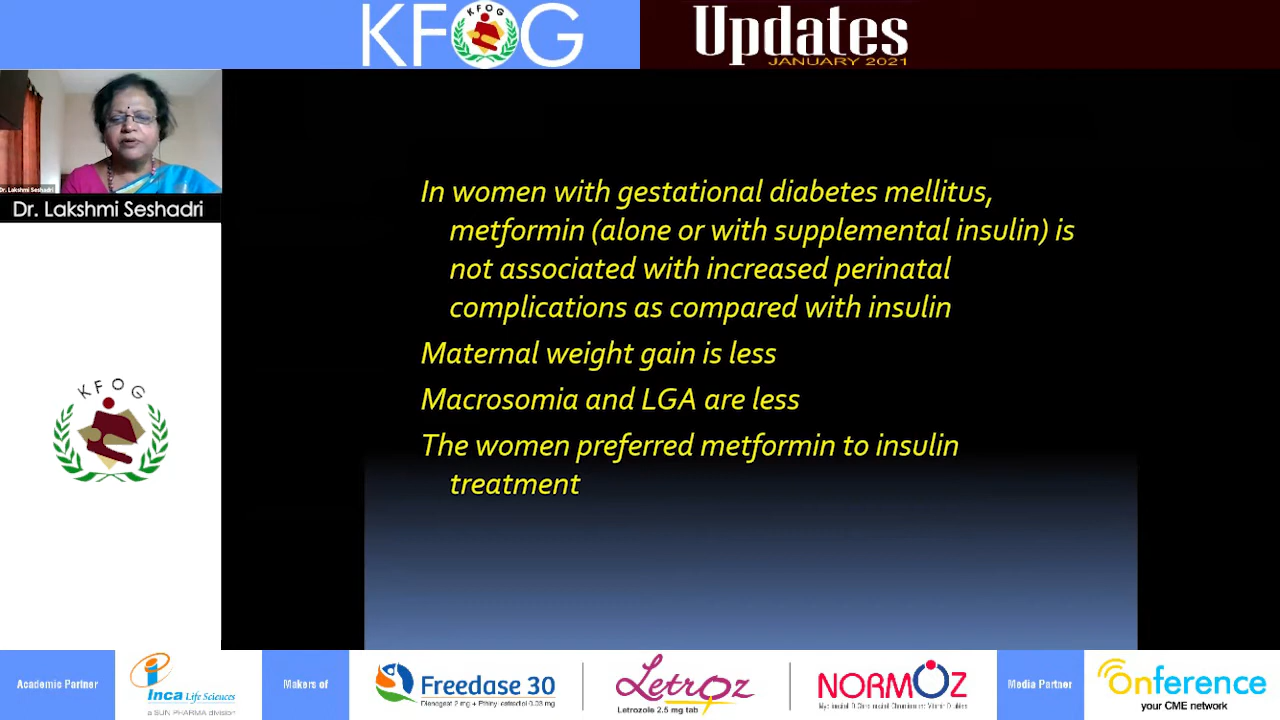 KFOG
Updates
JANUARY 2021
Dr. Lakshmi Seshadri
Dr. Lakshmi Seshadri
In women with gestational diabetes mellitus,
metformin (alone or with supplemental insulin) is
not associated with increased perinatal
complications as compared with insulin
Maternal weight gain is less
Macrosomia and LGA are less
The women preferred metformin to insulin
treatment
KFOG
Academic Partner
Inca Life Sciences
a SUN PHARMA division
Makers of
Freedase 30
Letroz
Letrozole 2.5 mg tab
NORMOZ
Media Partner
Onference
your CME network